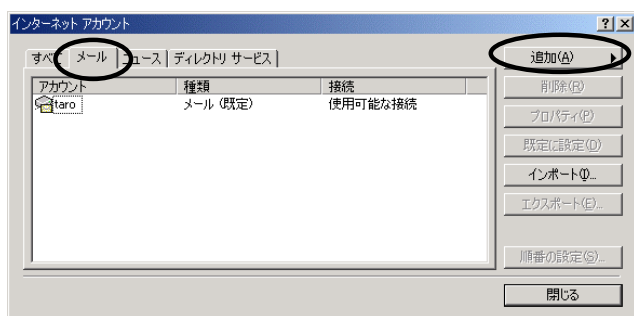 インターネット アカウント
すべて メール ニュース ディレクトリ サービス
追加(A)
アカウント 種類 接続
削除(R)
taro メール (既定) 使用可能な接続
プロパティ(P)
既定に設定(D)
インポート(I)...
エクスポート(E)...
順番の設定(S)...
閉じる